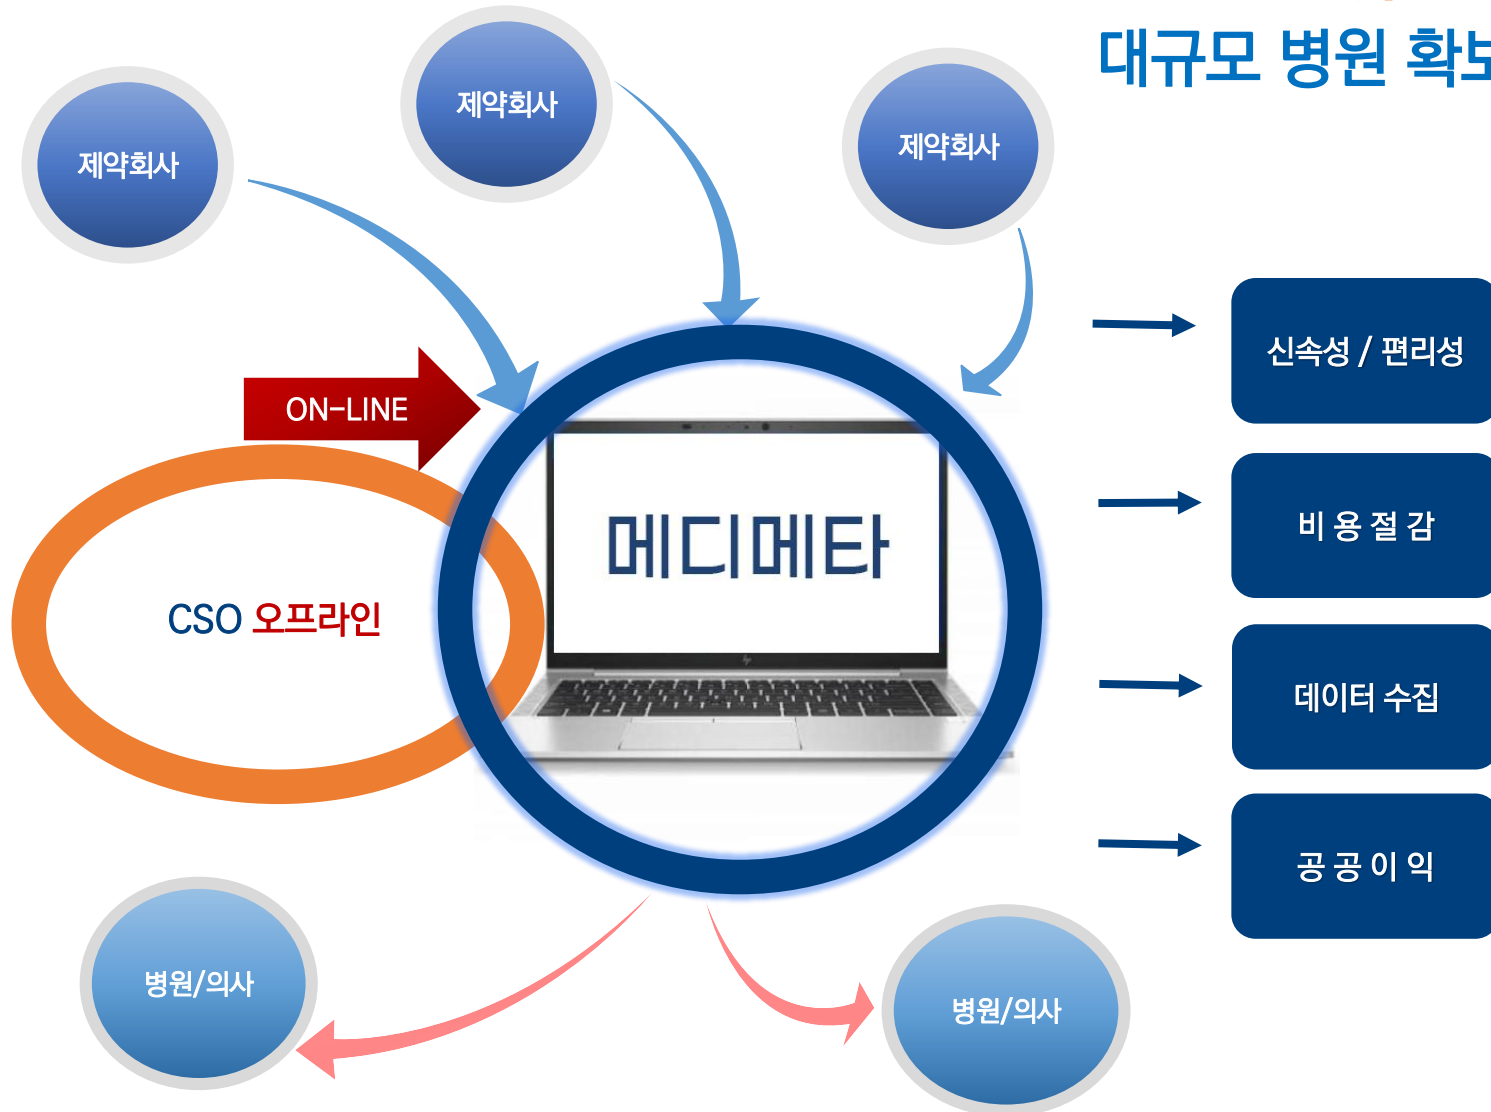 대규모 병원 확보
제약회사
제약회사
제약회사
신속성 / 편리성
ON-LINE
메디메타
비 용 절 감
CSO 오프라인
데이터 수집
공 공 이 익
병원/의사
병원/의사